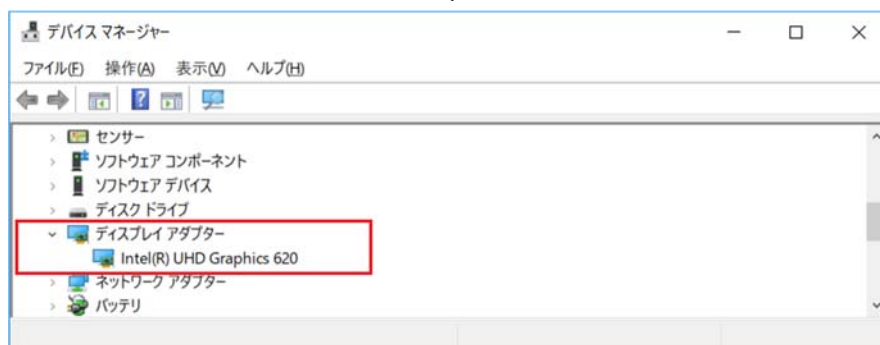 デバイス マネージャー
ファイル(F) 操作(A) 表示(V) ヘルプ(H)
センサー
ソフトウェア コンポーネント
ソフトウェア デバイス
ディスク ドライブ
ディスプレイ アダプター
Intel(R) UHD Graphics 620
ネットワーク アダプター
バッテリ